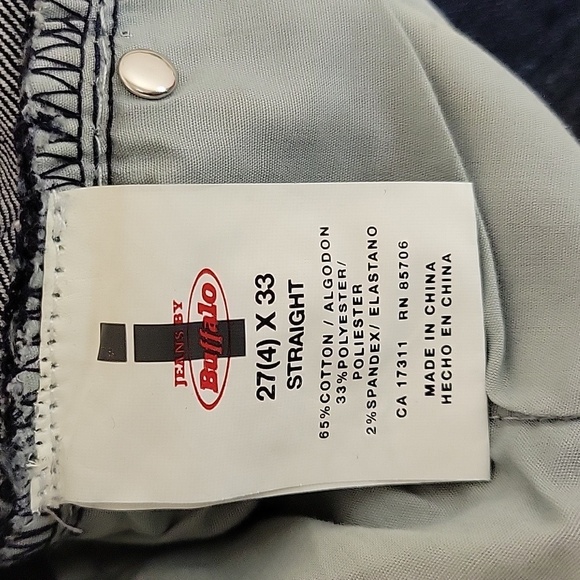 JEANS BY
Buffalo
27(4) X 33
STRAIGHT
65%COTTON / ALGODON
33%POLYESTER/
POLIESTER
2%SPANDEX/ ELASTANO
CA 17311 RN 85706
MADE IN CHINA
HECHO EN CHINA